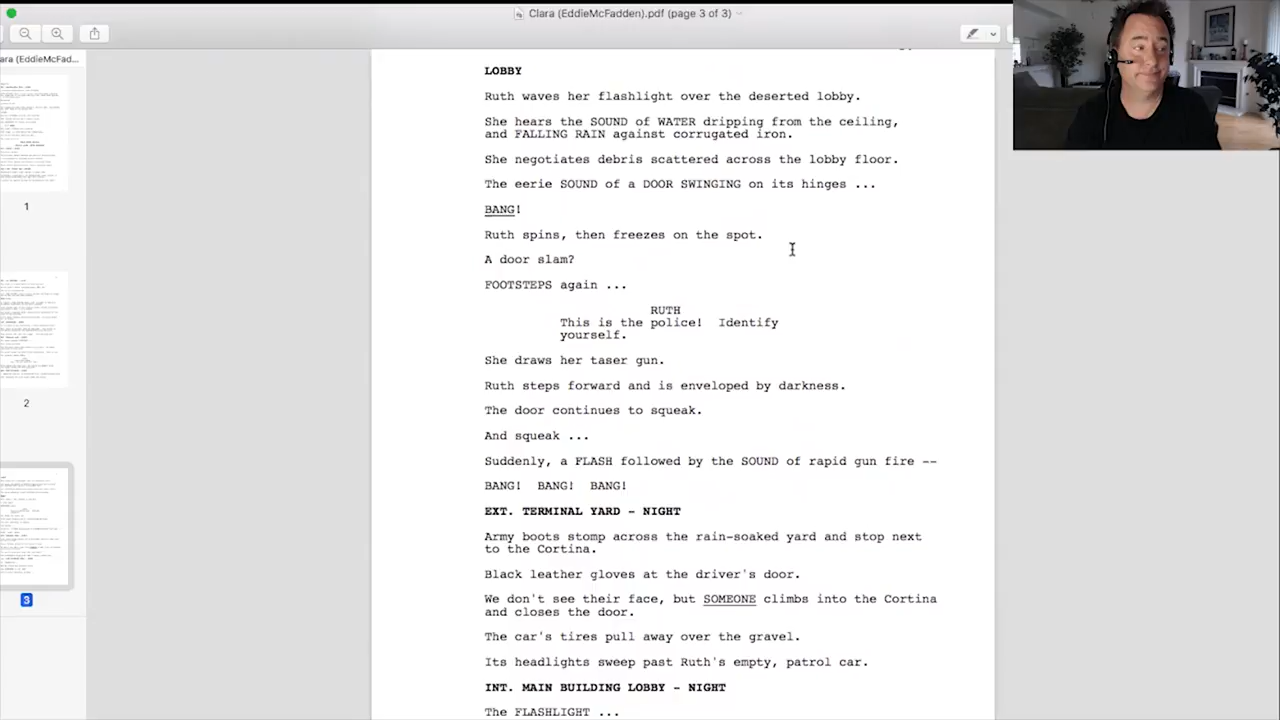 Clara (EddieMcFadden).pdf (page 3 of 3)
ara (EddieMcFad...
LOBBY
Ruth waves her flashlight over the deserted lobby.
She hears the SOUND of WATER dripping from the ceiling,
and FALLING RAIN against corrugated iron.
She negotiates debris scattered across the lobby floor.
The eerie SOUND of a DOOR SWINGING on its hinges ...
BANG!
Ruth spins, then freezes on the spot.
A door slam?
FOOTSTEPS again ...
RUTH
This is the police! Identify
yourself.
She draws her taser gun.
Ruth steps forward and is enveloped by darkness.
The door continues to squeak.
And squeak ...
Suddenly, a FLASH followed by the SOUND of rapid gun fire --
BANG! BANG! BANG!
EXT. TERMINAL YARD - NIGHT
Army boots stomp across the rain-soaked yard and stop next
to the Cortina.
Black leather gloves at the driver's door.
We don't see their face, but SOMEONE climbs into the Cortina
and closes the door.
The car's tires pull away over the gravel.
Its headlights sweep past Ruth's empty, patrol car.
INT. MAIN BUILDING LOBBY - NIGHT
The FLASHLIGHT ...
1
2
3